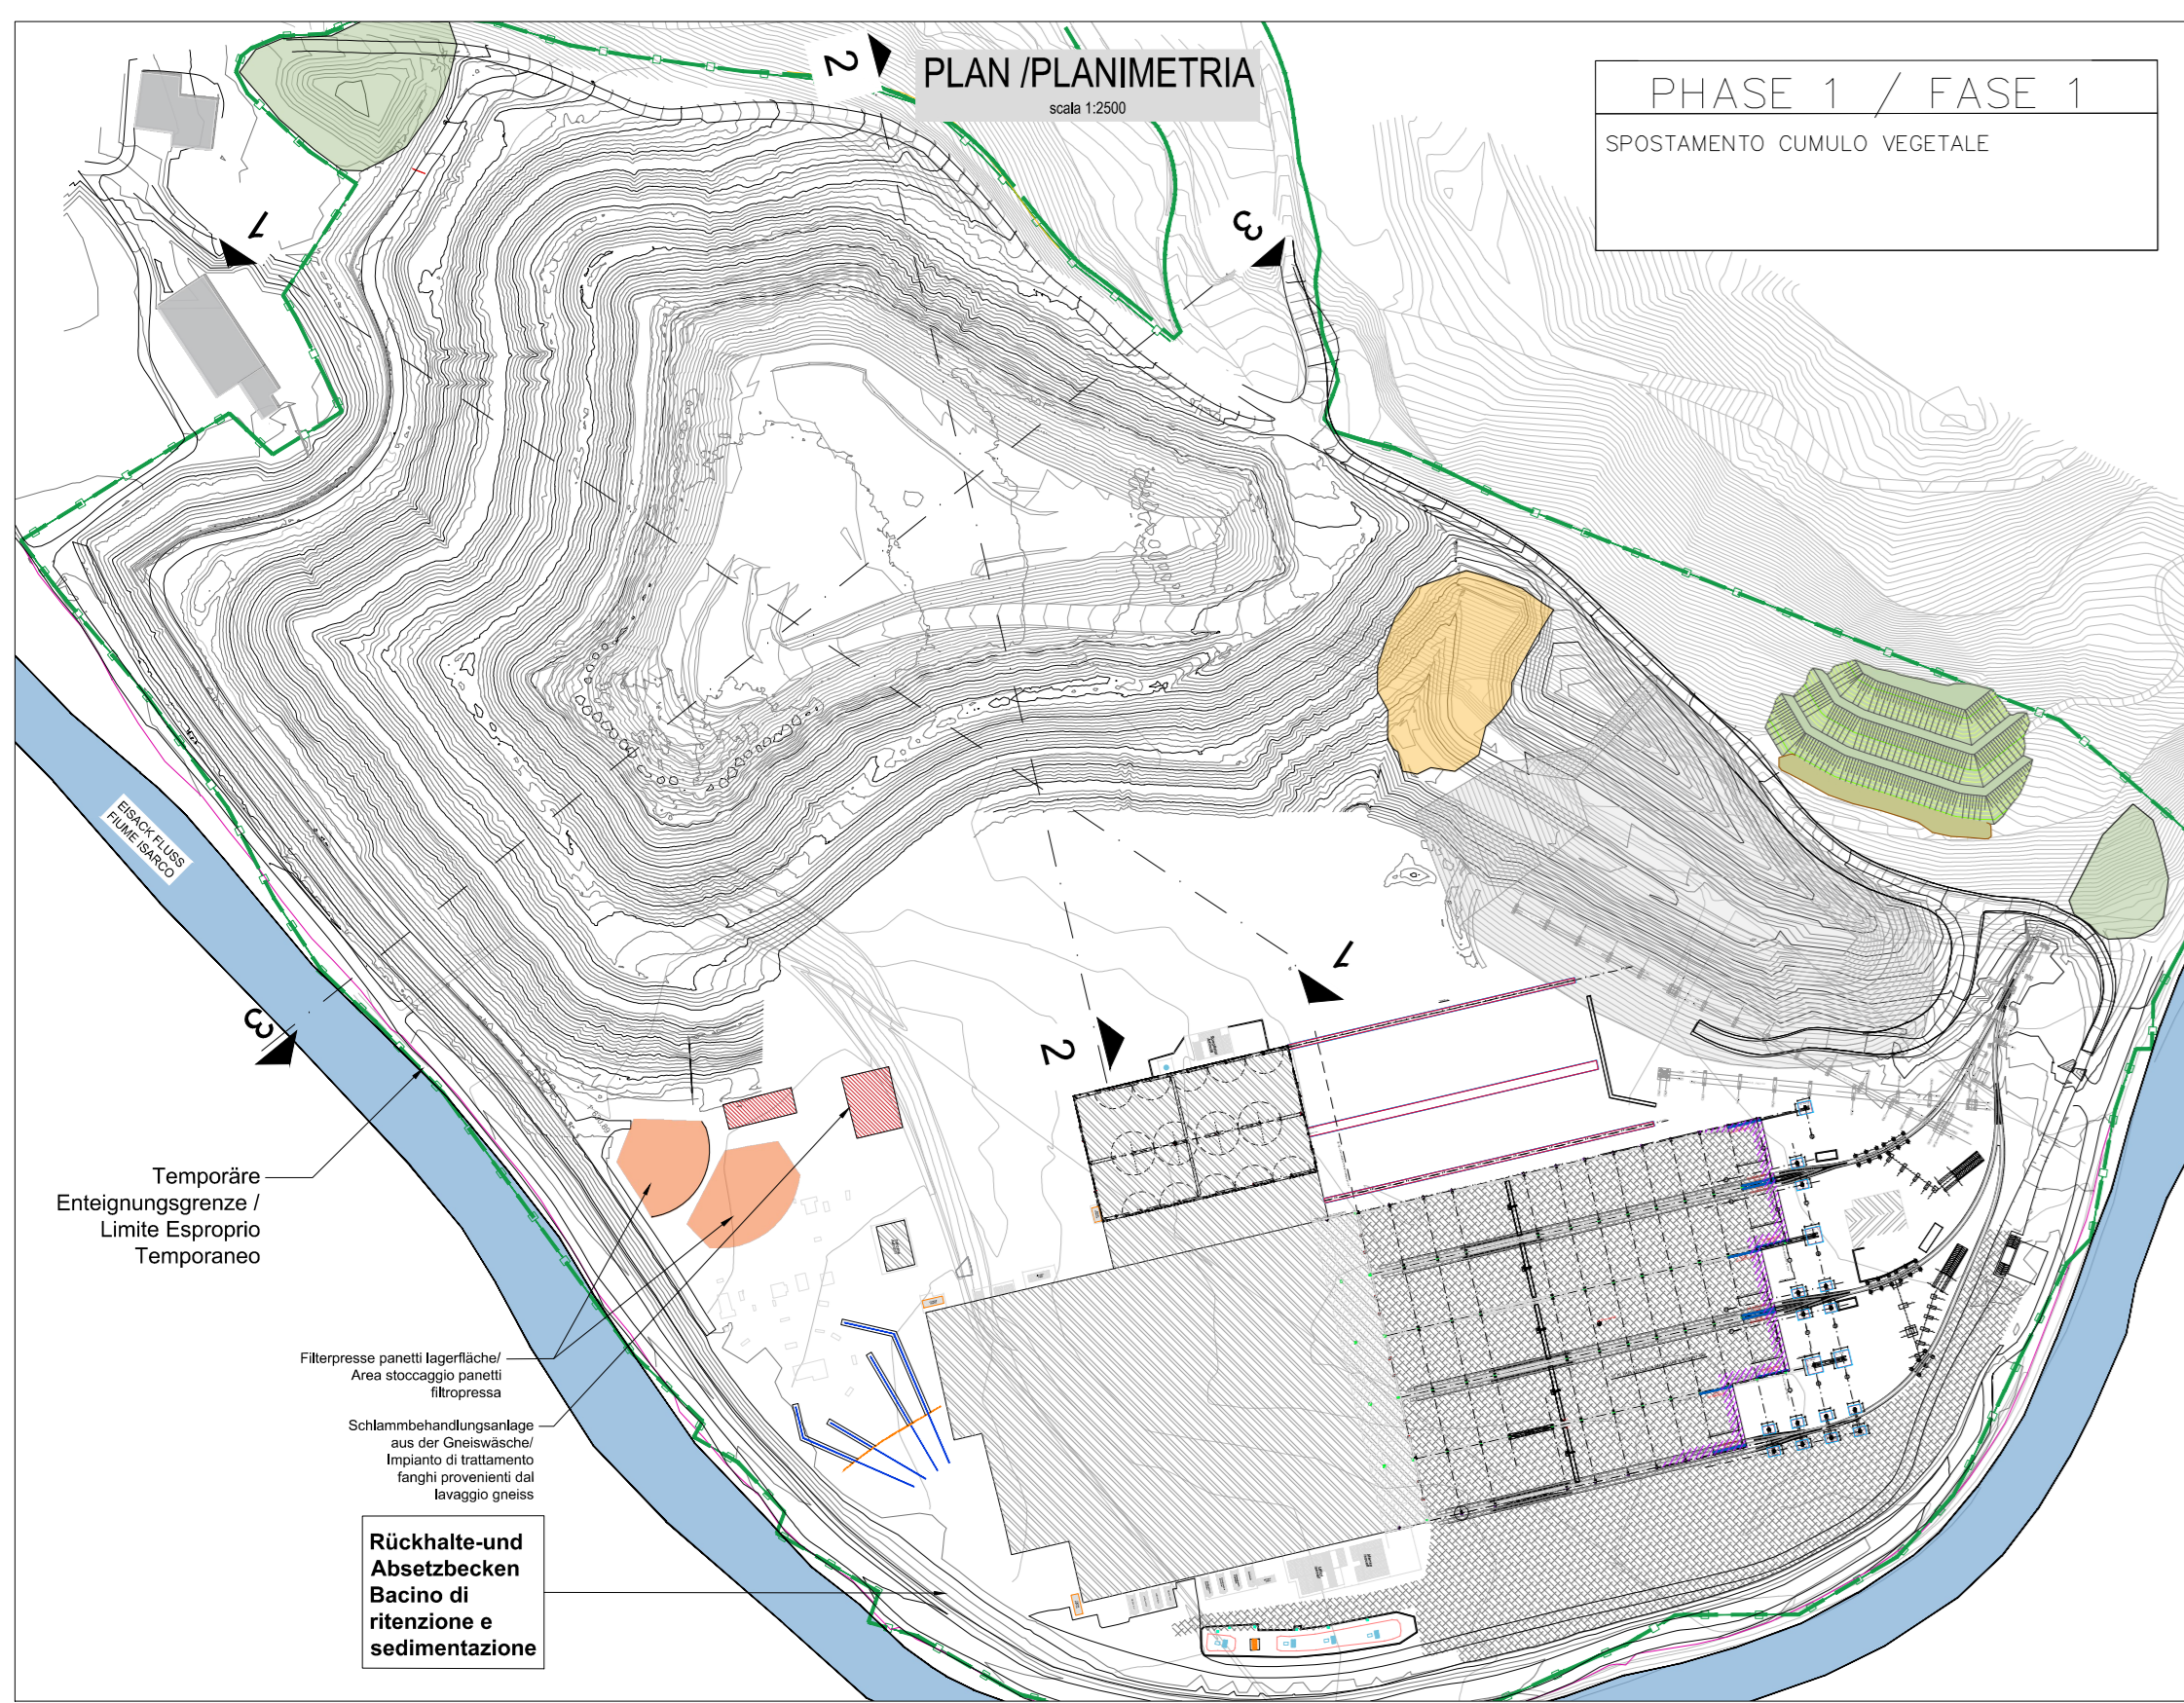 PLAN /PLANIMETRIA
scala 1:2500
PHASE 1 / FASE 1
SPOSTAMENTO CUMULO VEGETALE
2
1
3
EISACK FLUSS
FIUME ISARCO
1
2
3
Temporäre
Enteignungsgrenze /
Limite Esproprio
Temporaneo
Filterpresse panetti lagerfläche/
Area stoccaggio panetti
filtropressa
Schlammbehandlungsanlage
aus der Gneiswäsche/
Impianto di trattamento
fanghi provenienti dal
lavaggio gneiss
Rückhalte-und
Absetzbecken
Bacino di
ritenzione e
sedimentazione